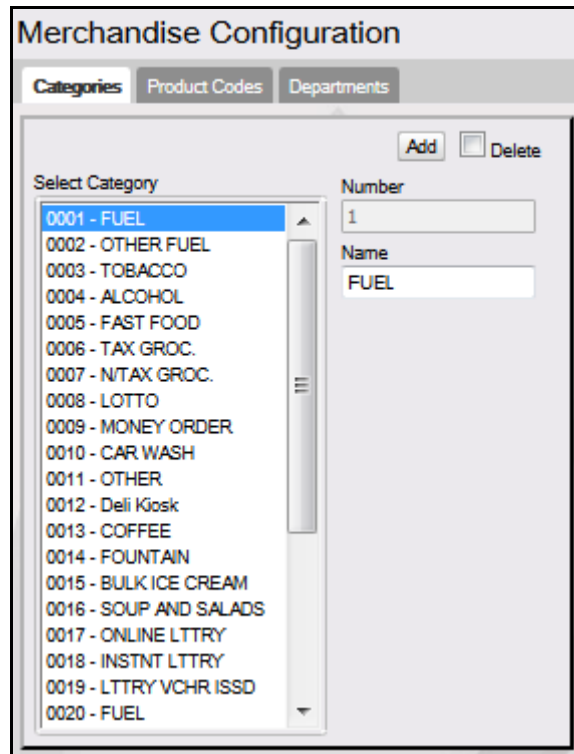 Merchandise Configuration
Categories Product Codes Departments
Add Delete
Select Category
0001 - FUEL
0002 - OTHER FUEL
0003 - TOBACCO
0004 - ALCOHOL
0005 - FAST FOOD
0006 - TAX GROC.
0007 - N/TAX GROC.
0008 - LOTTO
0009 - MONEY ORDER
0010 - CAR WASH
0011 - OTHER
0012 - Deli Kiosk
0013 - COFFEE
0014 - FOUNTAIN
0015 - BULK ICE CREAM
0016 - SOUP AND SALADS
0017 - ONLINE LTTRY
0018 - INSTNT LTTRY
0019 - LTTRY VCHR ISSD
0020 - FUEL
Number
1
Name
FUEL